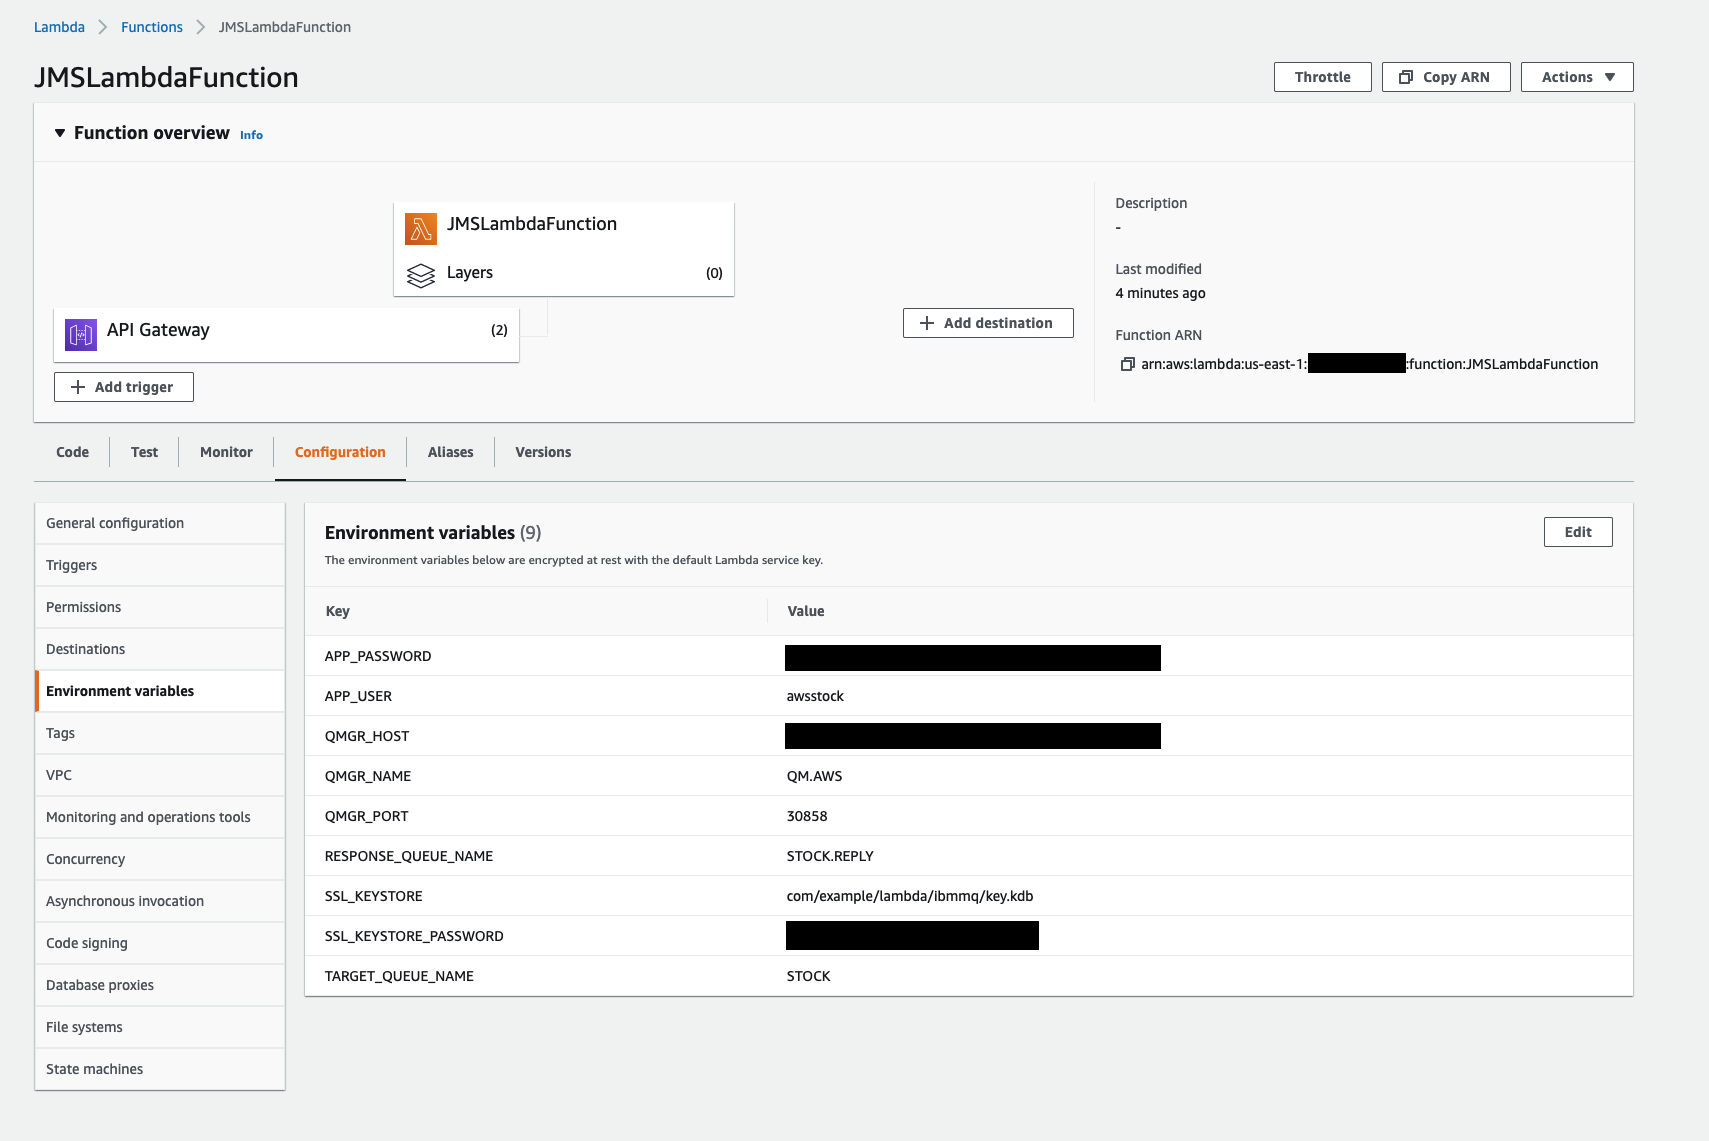 Lambda Functions JMSLambdaFunction
JMSLambdaFunction
Throttle Copy ARN Actions
Function overview Info
JMSLambdaFunction
Layers (0)
API Gateway (2)
Add trigger
Add destination
Description
-
Last modified
4 minutes ago
Function ARN
arn:aws:lambda:us-east-1: :function:JMSLambdaFunction
Code Test Monitor Configuration Aliases Versions
General configuration
Triggers
Permissions
Destinations
Environment variables
Tags
VPC
Monitoring and operations tools
Concurrency
Asynchronous invocation
Code signing
Database proxies
File systems
State machines
Environment variables (9)
Edit
The environment variables below are encrypted at rest with the default Lambda service key.
Key Value
APP_PASSWORD
APP_USER awsstock
QMGR_HOST
QMGR_NAME QM.AWS
QMGR_PORT 30858
RESPONSE_QUEUE_NAME STOCK.REPLY
SSL_KEYSTORE com/example/lambda/ibmmq/key.kdb
SSL_KEYSTORE_PASSWORD
TARGET_QUEUE_NAME STOCK